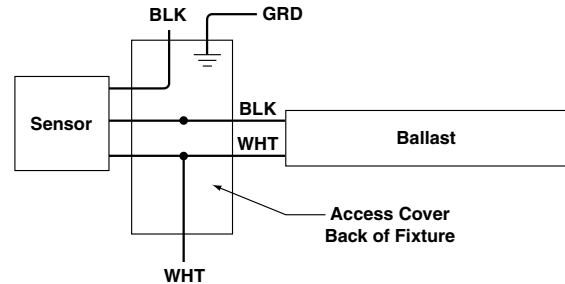 BLK
GRD
Sensor
BLK
WHT
Ballast
Access Cover
Back of Fixture
WHT